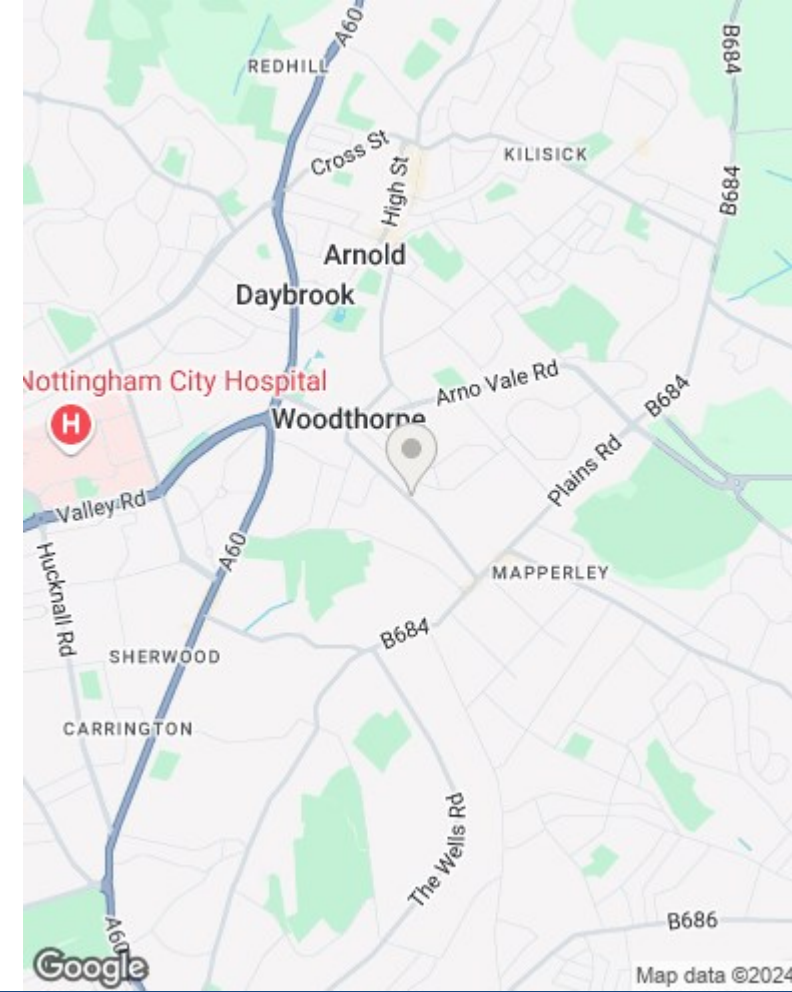 A60
B684
REDHILL
Cross St
KILISICK
High St
B684
Arnold
Daybrook
Nottingham City Hospital
Arno Vale Rd
B684
H
Woodthorpe
Plains Rd
Valley Rd
A60
Hucknall Rd
MAPPERLEY
B684
SHERWOOD
CARRINGTON
The Wells Rd
A60
B686
Google
Map data ©2024